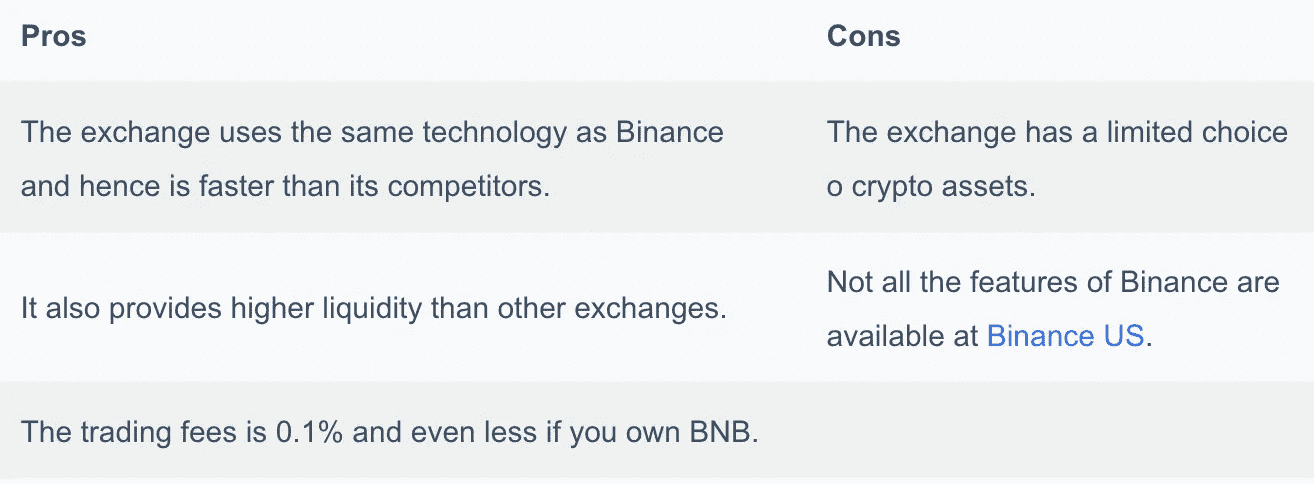 Pros
Cons
The exchange uses the same technology as Binance
and hence is faster than its competitors.
The exchange has a limited choice
o crypto assets.
It also provides higher liquidity than other exchanges.
Not all the features of Binance are
available at Binance US.
The trading fees is 0.1% and even less if you own BNB.